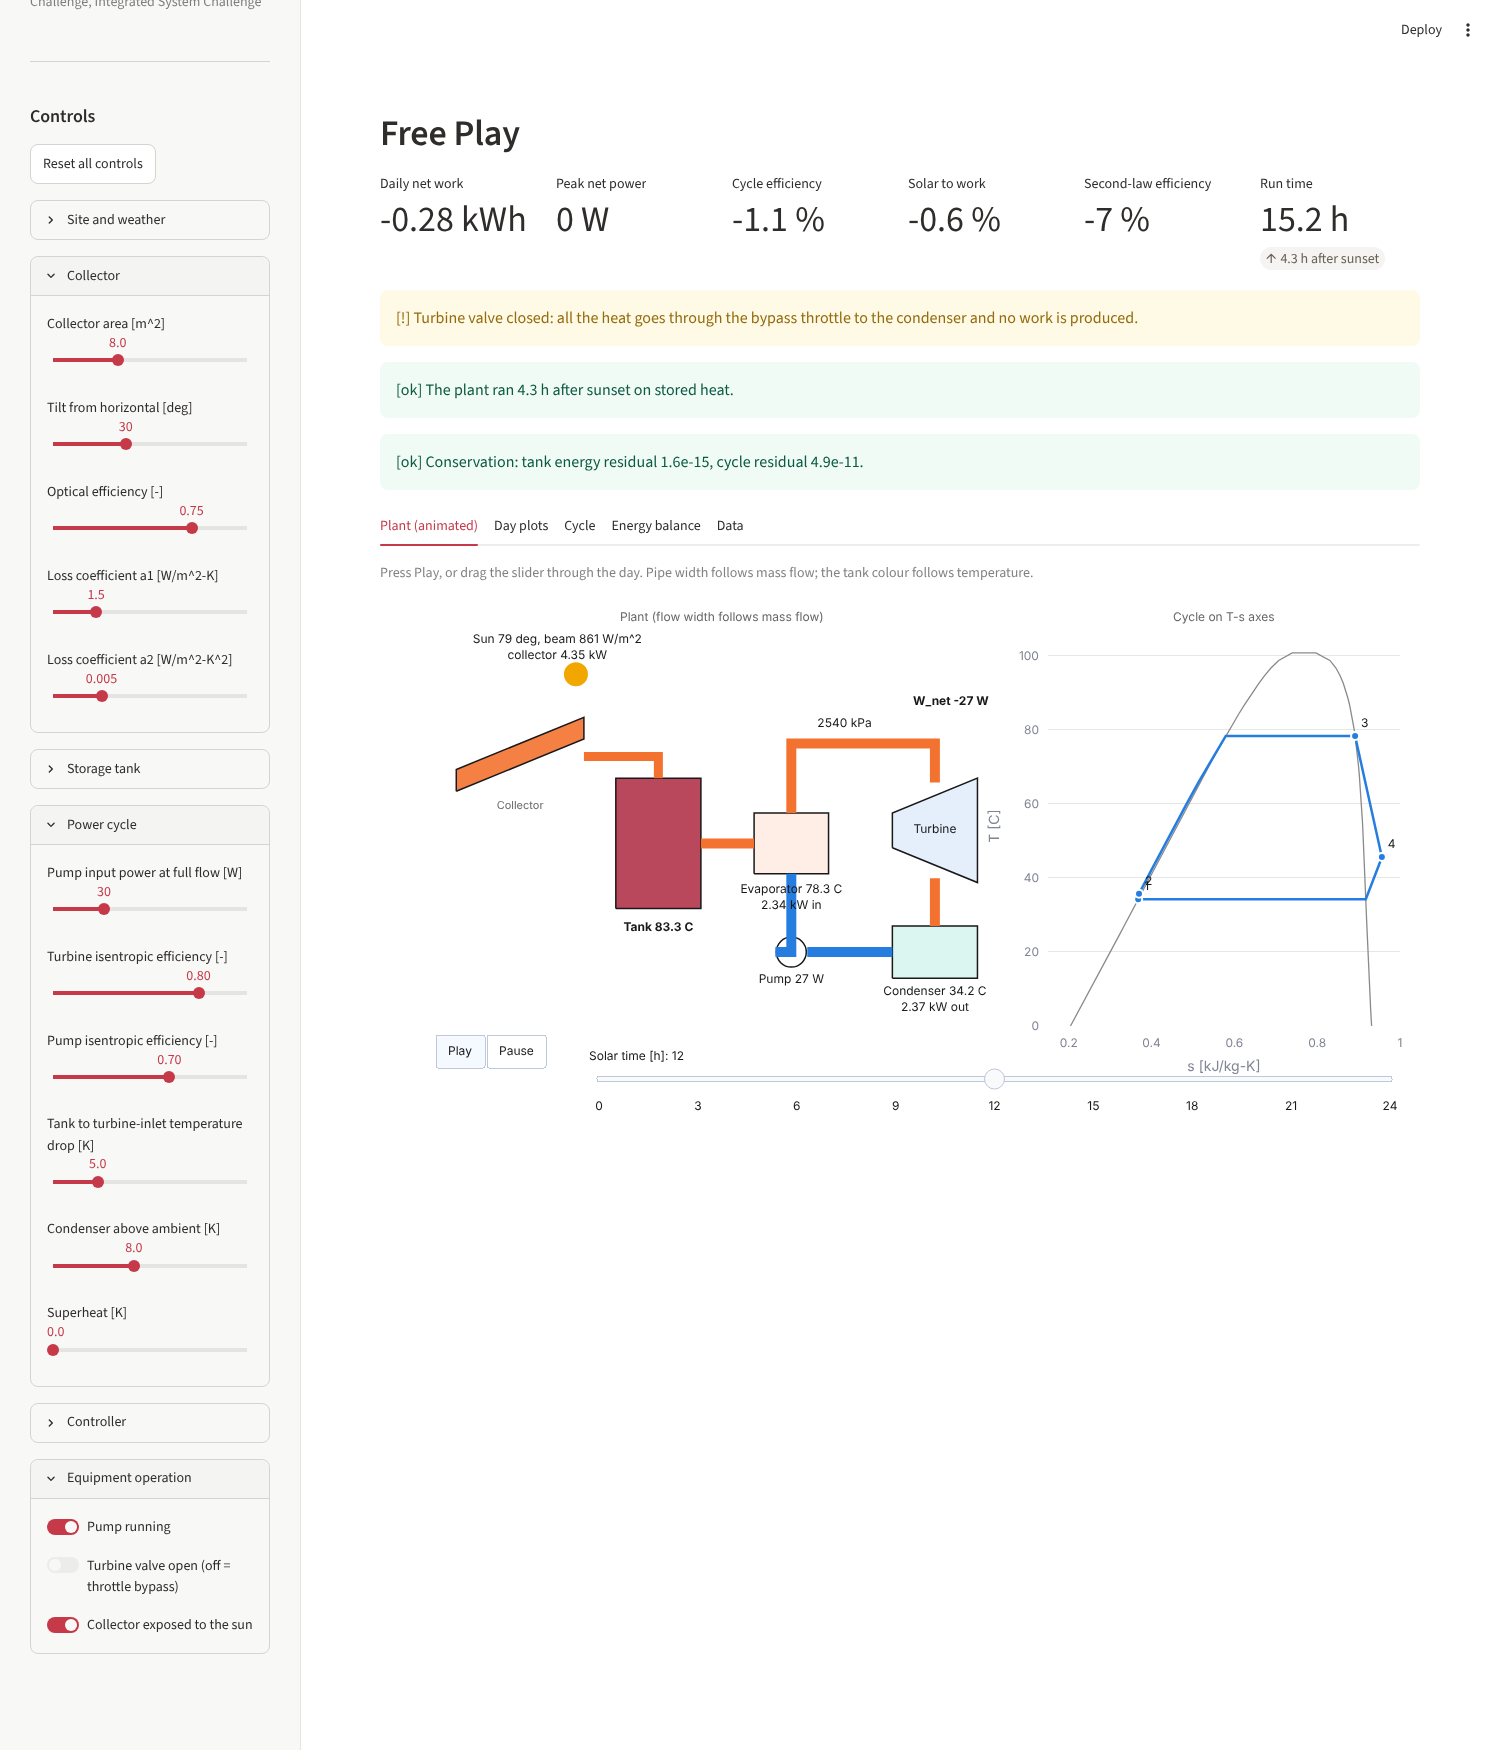 Challenge, Integrated System Challenge
Controls
Reset all controls
Site and weather
Collector
Collector area [m^2]
8.0
Tilt from horizontal [deg]
30
Optical efficiency [-]
0.75
Loss coefficient a1 [W/m^2-K]
1.5
Loss coefficient a2 [W/m^2-K^2]
0.005
Storage tank
Power cycle
Pump input power at full flow [W]
30
Turbine isentropic efficiency [-]
0.80
Pump isentropic efficiency [-]
0.70
Tank to turbine-inlet temperature
drop [K]
5.0
Condenser above ambient [K]
8.0
Superheat [K]
0.0
Controller
Equipment operation
Pump running
Turbine valve open (off =
throttle bypass)
Collector exposed to the sun
Deploy
Free Play
Daily net work
-0.28 kWh
Peak net power
0 W
Cycle efficiency
-1.1 %
Solar to work
-0.6 %
Second-law efficiency
-7 %
Run time
15.2 h
↑ 4.3 h after sunset
[!] Turbine valve closed: all the heat goes through the bypass throttle to the condenser and no work is produced.
[ok] The plant ran 4.3 h after sunset on stored heat.
[ok] Conservation: tank energy residual 1.6e-15, cycle residual 4.9e-11.
Plant (animated) Day plots Cycle Energy balance Data
Press Play, or drag the slider through the day. Pipe width follows mass flow; the tank colour follows temperature.
Plant (flow width follows mass flow)
Sun 79 deg, beam 861 W/m^2
collector 4.35 kW
W_net -27 W
2540 kPa
Collector
Turbine
Evaporator 78.3 C
2.34 kW in
Tank 83.3 C
Pump 27 W
Condenser 34.2 C
2.37 kW out
Cycle on T-s axes
100
80
60
40
20
0
T [C]
3
4
2
0.2 0.4 0.6 0.8 1
s [kJ/kg-K]
Play Pause
Solar time [h]: 12
0 3 6 9 12 15 18 21 24